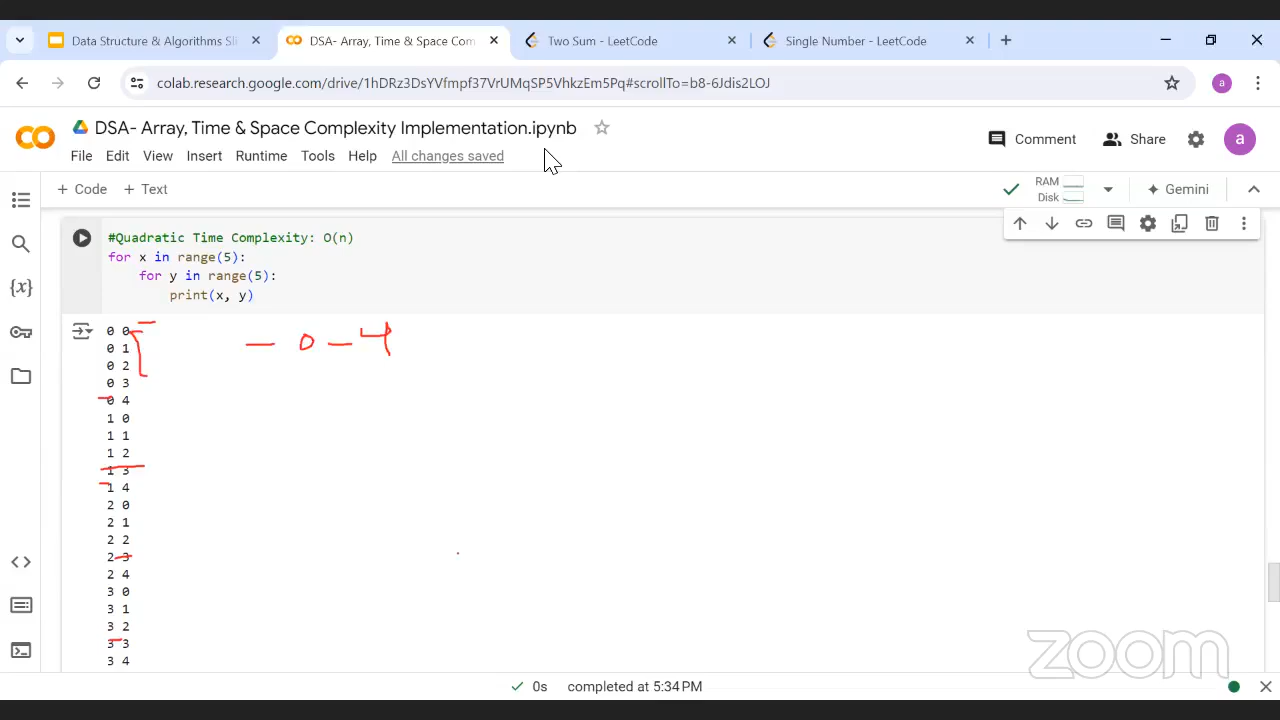 Data Structure & Algorithms Sli
DSA- Array, Time & Space Com
Two Sum - LeetCode
Single Number - LeetCode
colab.research.google.com/drive/1hDRz3DsYVfmpf37VrUMqSP5VhkzEm5Pq#scrollTo=b8-6Jdis2LOJ
a
DSA- Array, Time & Space Complexity Implementation.ipynb
Comment
Share
a
File Edit View Insert Runtime Tools Help All changes saved
+ Code + Text
RAM
Disk
Gemini
#Quadratic Time Complexity: O(n)
for x in range(5):
for y in range(5):
print(x, y)
0 0
0 1
0 2
0 3
0 4
1 0
1 1
1 2
1 3
1 4
2 0
2 1
2 2
2 3
2 4
3 0
3 1
3 2
3 3
3 4
— 0 — 4
{x}
<>
0s completed at 5:34 PM
zoom